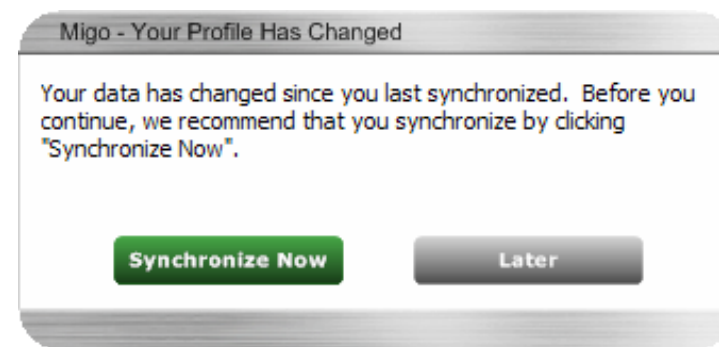 Migo - Your Profile Has Changed
Your data has changed since you last synchronized.  Before you
continue, we recommend that you synchronize by clicking
"Synchronize Now".
Synchronize Now
Later